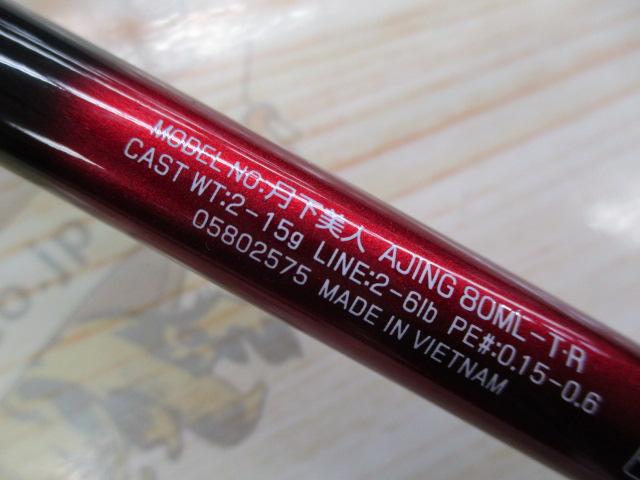 MODEL NO.:月下美人 AJING 80ML-T・R
CAST WT:2-15g LINE:2-6lb PE#:0.15-0.6
05802575 MADE IN VIETNAM